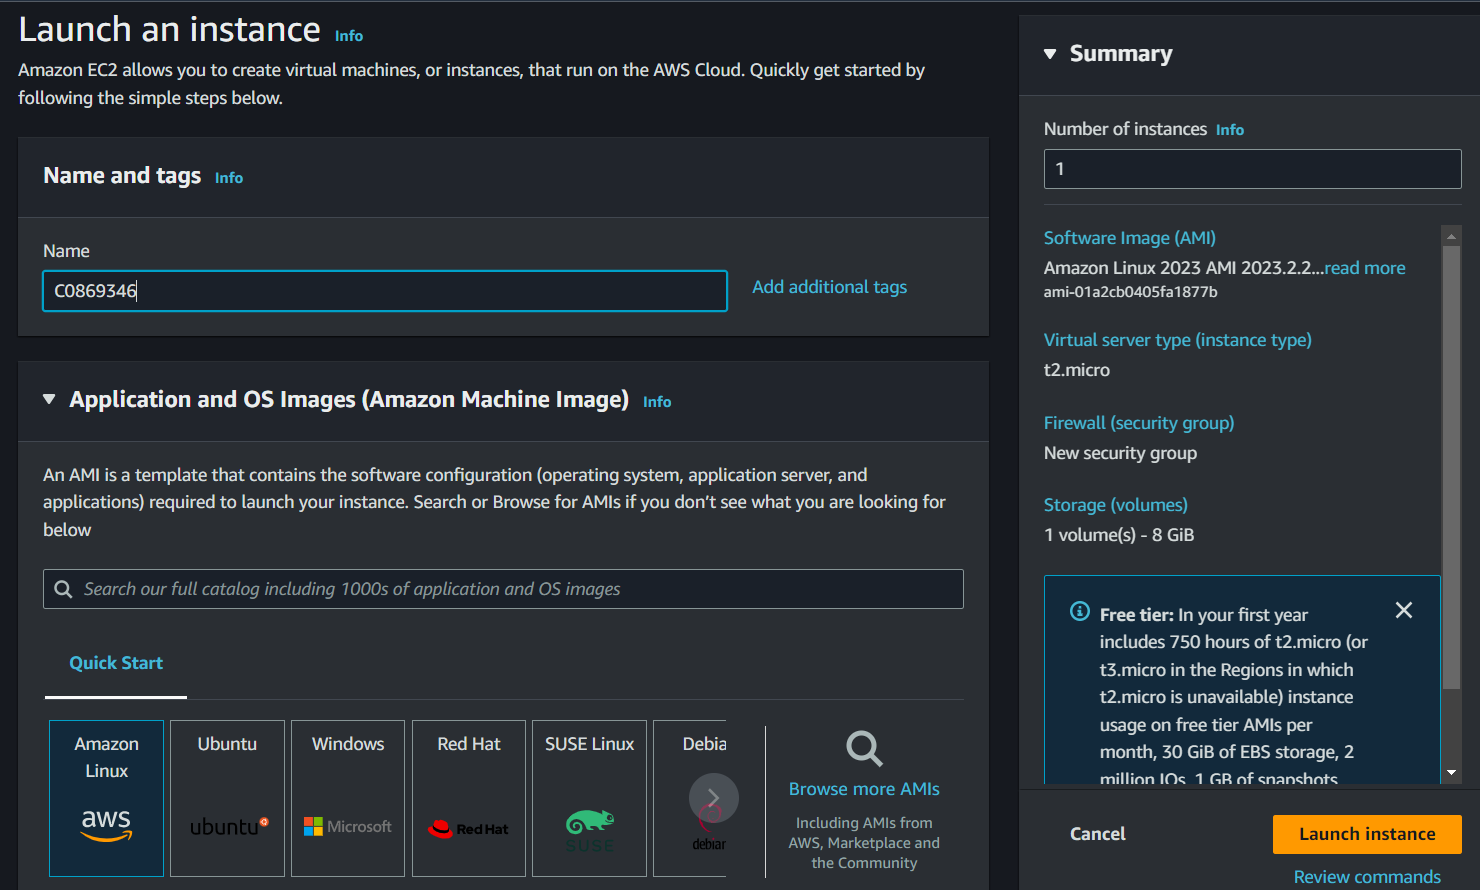 Launch an instance Info
Amazon EC2 allows you to create virtual machines, or instances, that run on the AWS Cloud. Quickly get started by
following the simple steps below.
Name and tags Info
Name
C0869346
Add additional tags
Application and OS Images (Amazon Machine Image) Info
An AMI is a template that contains the software configuration (operating system, application server, and
applications) required to launch your instance. Search or Browse for AMIs if you don’t see what you are looking for
below
Search our full catalog including 1000s of application and OS images
Quick Start
Amazon
Linux
aws
Ubuntu
ubuntu
Windows
Microsoft
Red Hat
Red Hat
SUSE Linux
SUSE
Debia
debian
Browse more AMIs
Including AMIs from
AWS, Marketplace and
the Community
Summary
Number of instances Info
1
Software Image (AMI)
Amazon Linux 2023 AMI 2023.2.2...read more
ami-01a2cb0405fa1877b
Virtual server type (instance type)
t2.micro
Firewall (security group)
New security group
Storage (volumes)
1 volume(s) - 8 GiB
Free tier: In your first year
includes 750 hours of t2.micro (or
t3.micro in the Regions in which
t2.micro is unavailable) instance
usage on free tier AMIs per
month, 30 GiB of EBS storage, 2
million IOs, 1 GB of snapshots
Cancel
Launch instance
Review commands